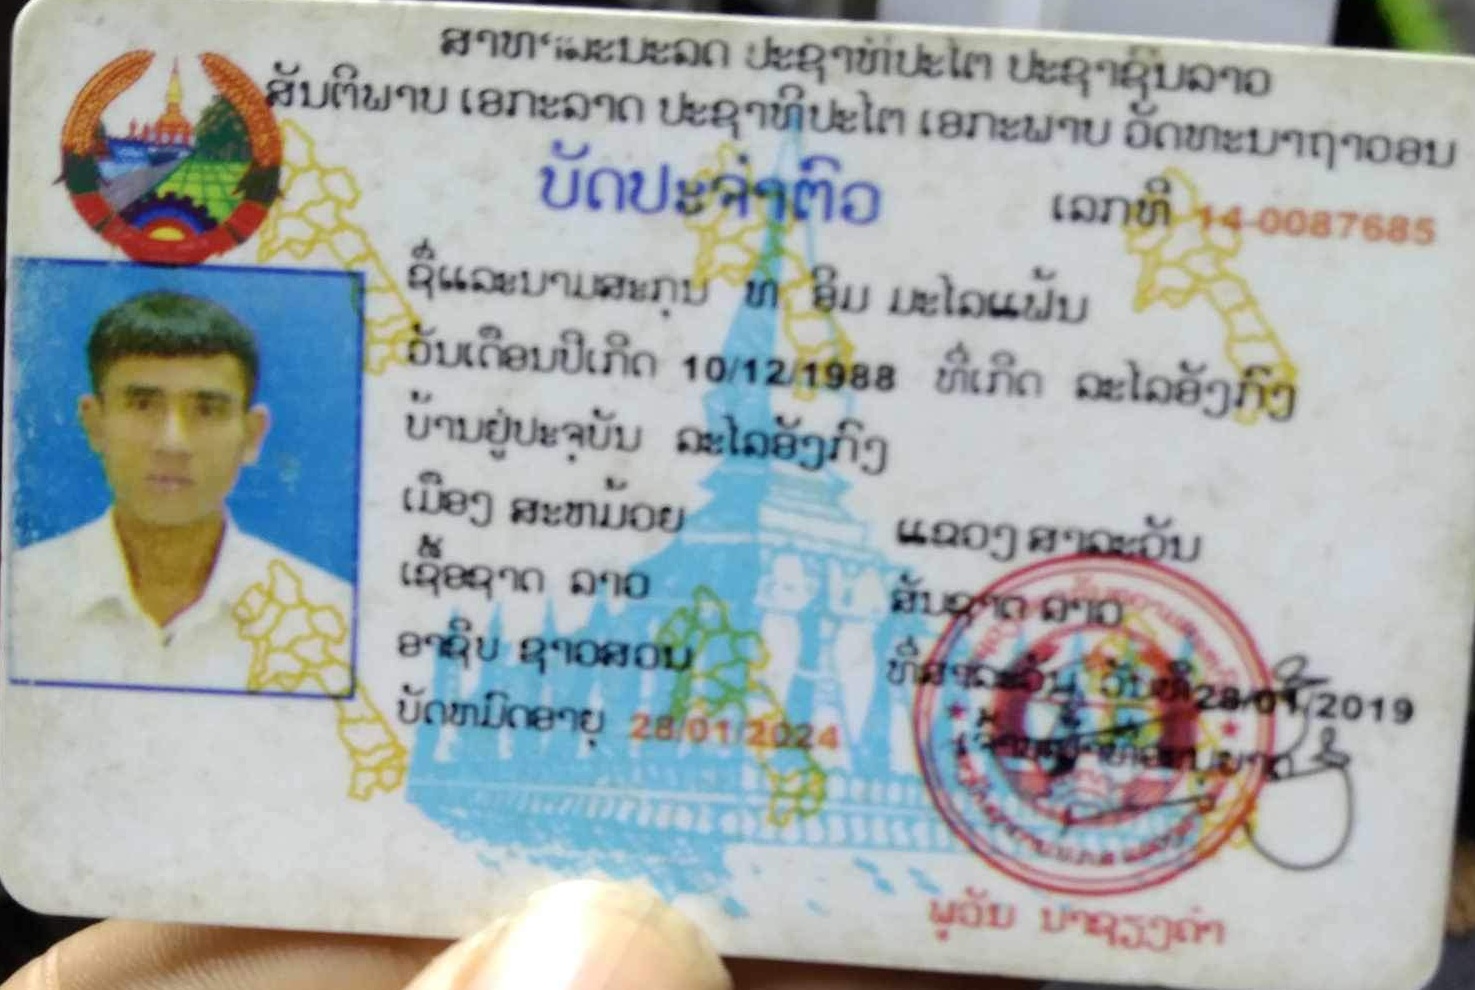 ສາທາລະນະລັດ ປະຊາທິປະໄຕ ປະຊາຊົນລາວ
ສັນຕິພາບ ເອກະລາດ ປະຊາທິປະໄຕ ເອກະພາບ ວັດທະນາຖາວອນ
ບັດປະຈຳຕົວ
ເລກທີ 14-0087685
ຊື່ແລະນາມສະກຸນ ທ ອິມ ມະໄລແຟ້ນ
ວັນເດືອນປີເກີດ 10/12/1988 ທີ່ເກີດ ລະໄລອັງກົງ
ບ້ານຢູ່ປະຈຸບັນ ລະໄລອັງກົງ
ເມືອງ ສະຫມ້ອຍ ແຂວງ ສາລະວັນ
ເຊື້ອຊາດ ລາວ ສັນຊາດ ລາວ
ອາຊີບ ຊາວສວນ ທີ່ສາລະວັນ ວັນທີ 28/01/2019
ບັດຫມົດອາຍຸ 28/01/2024
ພູວັນ ປາຊຽງຄຳ